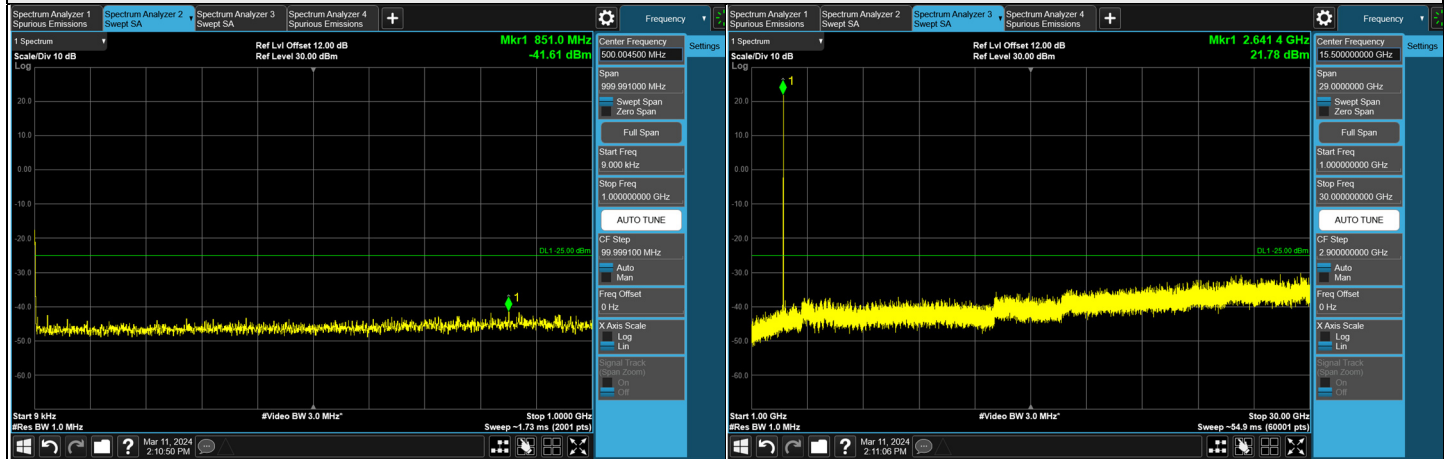 Spectrum Analyzer 1
Spurious Emissions
Spectrum Analyzer 2
Swept SA
Spectrum Analyzer 3
Swept SA
Spectrum Analyzer 4
Spurious Emissions
+
Frequency
1 Spectrum
Scale/Div 10 dB
Log
Ref Lvl Offset 12.00 dB
Ref Level 30.00 dBm
Mkr1 851.0 MHz
-41.61 dBm
1
20.0
10.0
0.00
-10.0
-20.0
-30.0
-40.0
-50.0
-60.0
DL1 -25.00 dBm
Start 9 kHz
#Res BW 1.0 MHz
#Video BW 3.0 MHz*
Stop 1.0000 GHz
Sweep ~1.73 ms (2001 pts)
Center Frequency
500.004500 MHz
Settings
Span
999.991000 MHz
Swept Span
Zero Span
Full Span
Start Freq
9.000 kHz
Stop Freq
1.000000000 GHz
AUTO TUNE
CF Step
99.999100 MHz
Auto
Man
Freq Offset
0 Hz
X Axis Scale
Log
Lin
Signal Track
(Span Zoom)
On
Off
?
Mar 11, 2024
2:10:50 PM
Spectrum Analyzer 1
Spurious Emissions
Spectrum Analyzer 2
Swept SA
Spectrum Analyzer 3
Swept SA
Spectrum Analyzer 4
Spurious Emissions
+
Frequency
1 Spectrum
Scale/Div 10 dB
Log
Ref Lvl Offset 12.00 dB
Ref Level 30.00 dBm
Mkr1 2.641 4 GHz
21.78 dBm
1
20.0
10.0
0.00
-10.0
-20.0
-30.0
-40.0
-50.0
-60.0
DL1 -25.00 dBm
Start 1.00 GHz
#Res BW 1.0 MHz
#Video BW 3.0 MHz*
Stop 30.00 GHz
Sweep ~54.9 ms (60001 pts)
Center Frequency
15.500000000 GHz
Settings
Span
29.0000000 GHz
Swept Span
Zero Span
Full Span
Start Freq
1.000000000 GHz
Stop Freq
30.000000000 GHz
AUTO TUNE
CF Step
2.900000000 GHz
Auto
Man
Freq Offset
0 Hz
X Axis Scale
Log
Lin
Signal Track
(Span Zoom)
On
Off
?
Mar 11, 2024
2:11:06 PM